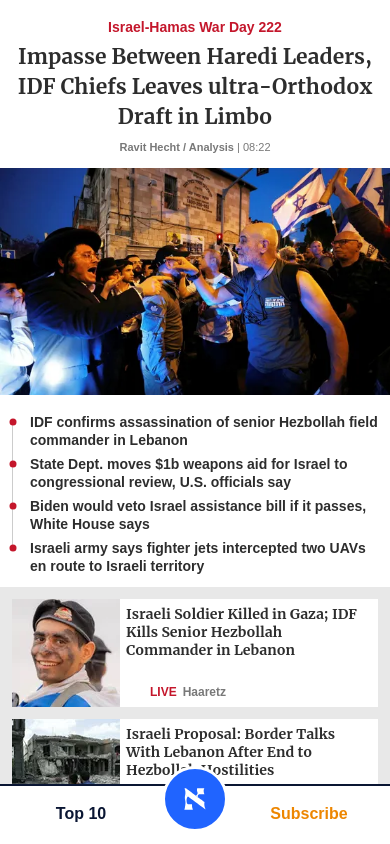 Israel-Hamas War Day 222
Impasse Between Haredi Leaders,
IDF Chiefs Leaves ultra-Orthodox
Draft in Limbo
Ravit Hecht / Analysis | 08:22
IDF confirms assassination of senior Hezbollah field
commander in Lebanon
State Dept. moves $1b weapons aid for Israel to
congressional review, U.S. officials say
Biden would veto Israel assistance bill if it passes,
White House says
Israeli army says fighter jets intercepted two UAVs
en route to Israeli territory
Israeli Soldier Killed in Gaza; IDF
Kills Senior Hezbollah
Commander in Lebanon
LIVE Haaretz
Israeli Proposal: Border Talks
With Lebanon After End to
Hezbollah Hostilities
Top 10
Subscribe